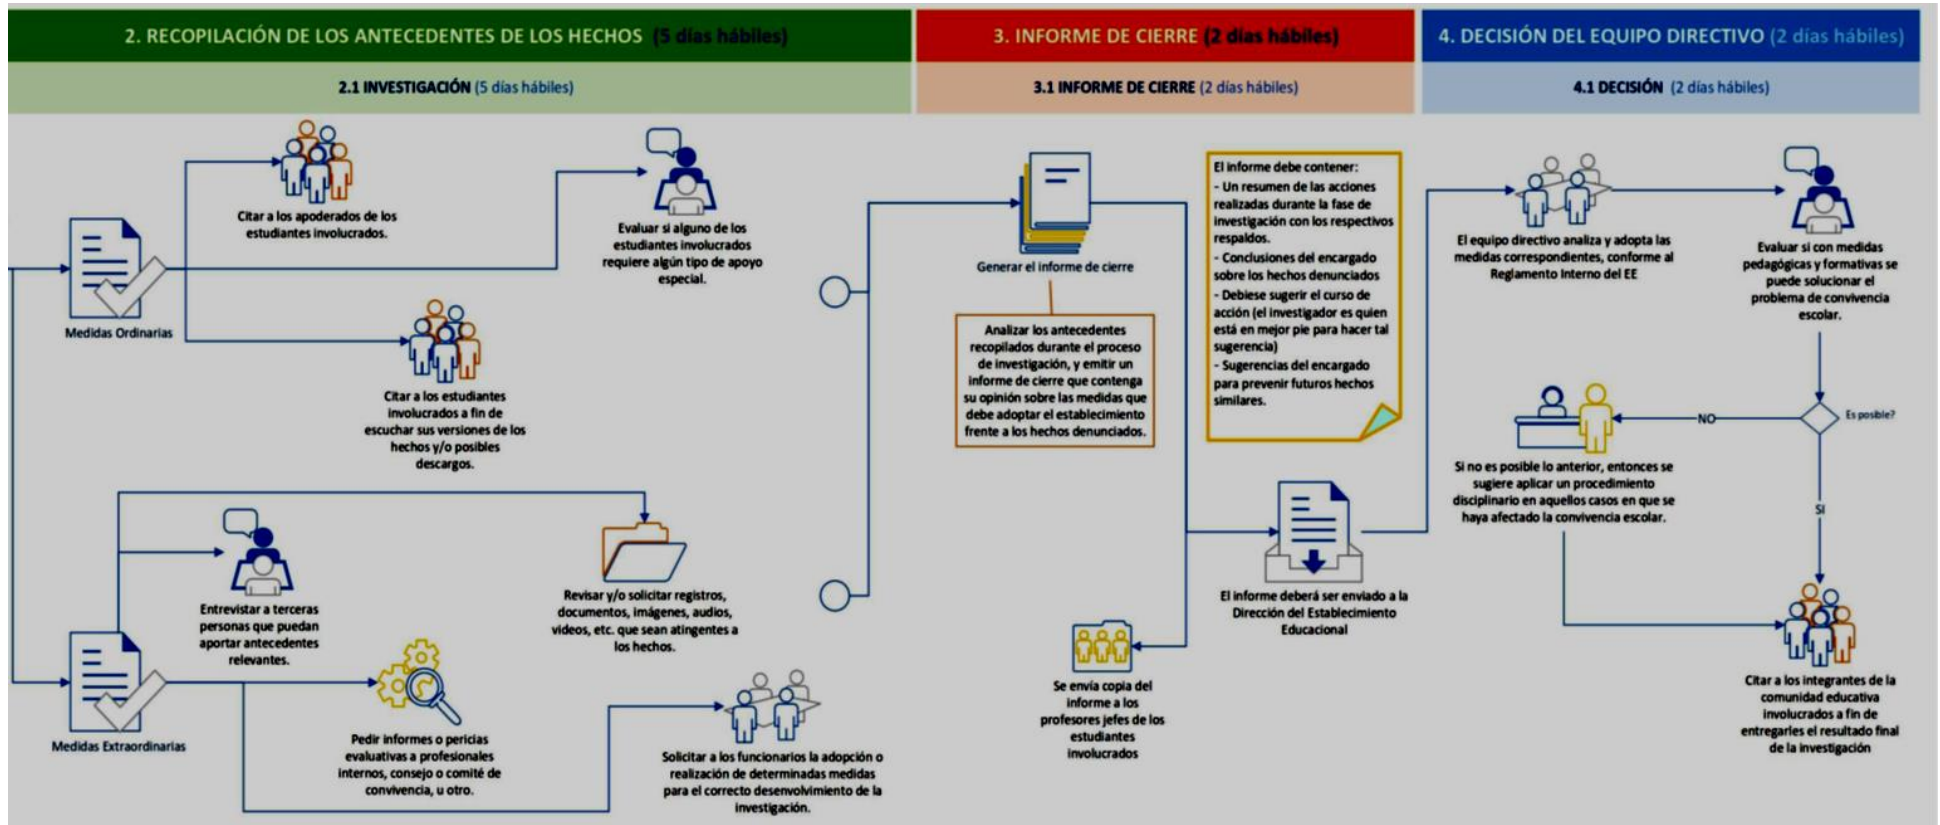 2. RECOPILACIÓN DE LOS ANTECEDENTES DE LOS HECHOS (5 días hábiles)
2.1 INVESTIGACIÓN (5 días hábiles)
Citar a los apoderados de los
estudiantes involucrados.
Evaluar si alguno de los
estudiantes involucrados
requiere algún tipo de apoyo
especial.
Medidas Ordinarias
Citar a los estudiantes
involucrados a fin de
escuchar sus versiones de los
hechos y/o posibles
descargos.
Entrevistar a terceras
personas que puedan
aportar antecedentes
relevantes.
Revisar y/o solicitar registros,
documentos, imágenes, audios,
videos, etc. que sean atingentes a
los hechos.
Medidas Extraordinarias
Pedir informes o pericias
evaluativas a profesionales
internos, consejo o comité de
convivencia, u otro.
Solicitar a los funcionarios la adopción o
realización de determinadas medidas
para el correcto desenvolvimiento de la
investigación.
3. INFORME DE CIERRE (2 días hábiles)
3.1 INFORME DE CIERRE (2 días hábiles)
Generar el informe de cierre
Analizar los antecedentes
recopilados durante el proceso
de investigación, y emitir un
informe de cierre que contenga
su opinión sobre las medidas que
debe adoptar el establecimiento
frente a los hechos denunciados.
El informe debe contener:
- Un resumen de las acciones
realizadas durante la fase de
investigación con los respectivos
respaldos.
- Conclusiones del encargado
sobre los hechos denunciados
- Debiese sugerir el curso de
acción (el investigador es quien
está en mejor pie para hacer tal
sugerencia)
- Sugerencias del encargado
para prevenir futuros hechos
similares.
El informe deberá ser enviado a la
Dirección del Establecimiento
Educacional
Se envía copia del
informe a los
profesores jefes de los
estudiantes
involucrados
4. DECISIÓN DEL EQUIPO DIRECTIVO (2 días hábiles)
4.1 DECISIÓN (2 días hábiles)
El equipo directivo analiza y adopta las
medidas correspondientes, conforme al
Reglamento Interno del EE
Evaluar si con medidas
pedagógicas y formativas se
puede solucionar el
problema de convivencia
escolar.
Es posible?
NO
Si no es posible lo anterior, entonces se
sugiere aplicar un procedimiento
disciplinario en aquellos casos en que se
haya afectado la convivencia escolar.
SI
Citar a los integrantes de la
comunidad educativa
involucrados a fin de
entregarles el resultado final
de la investigación